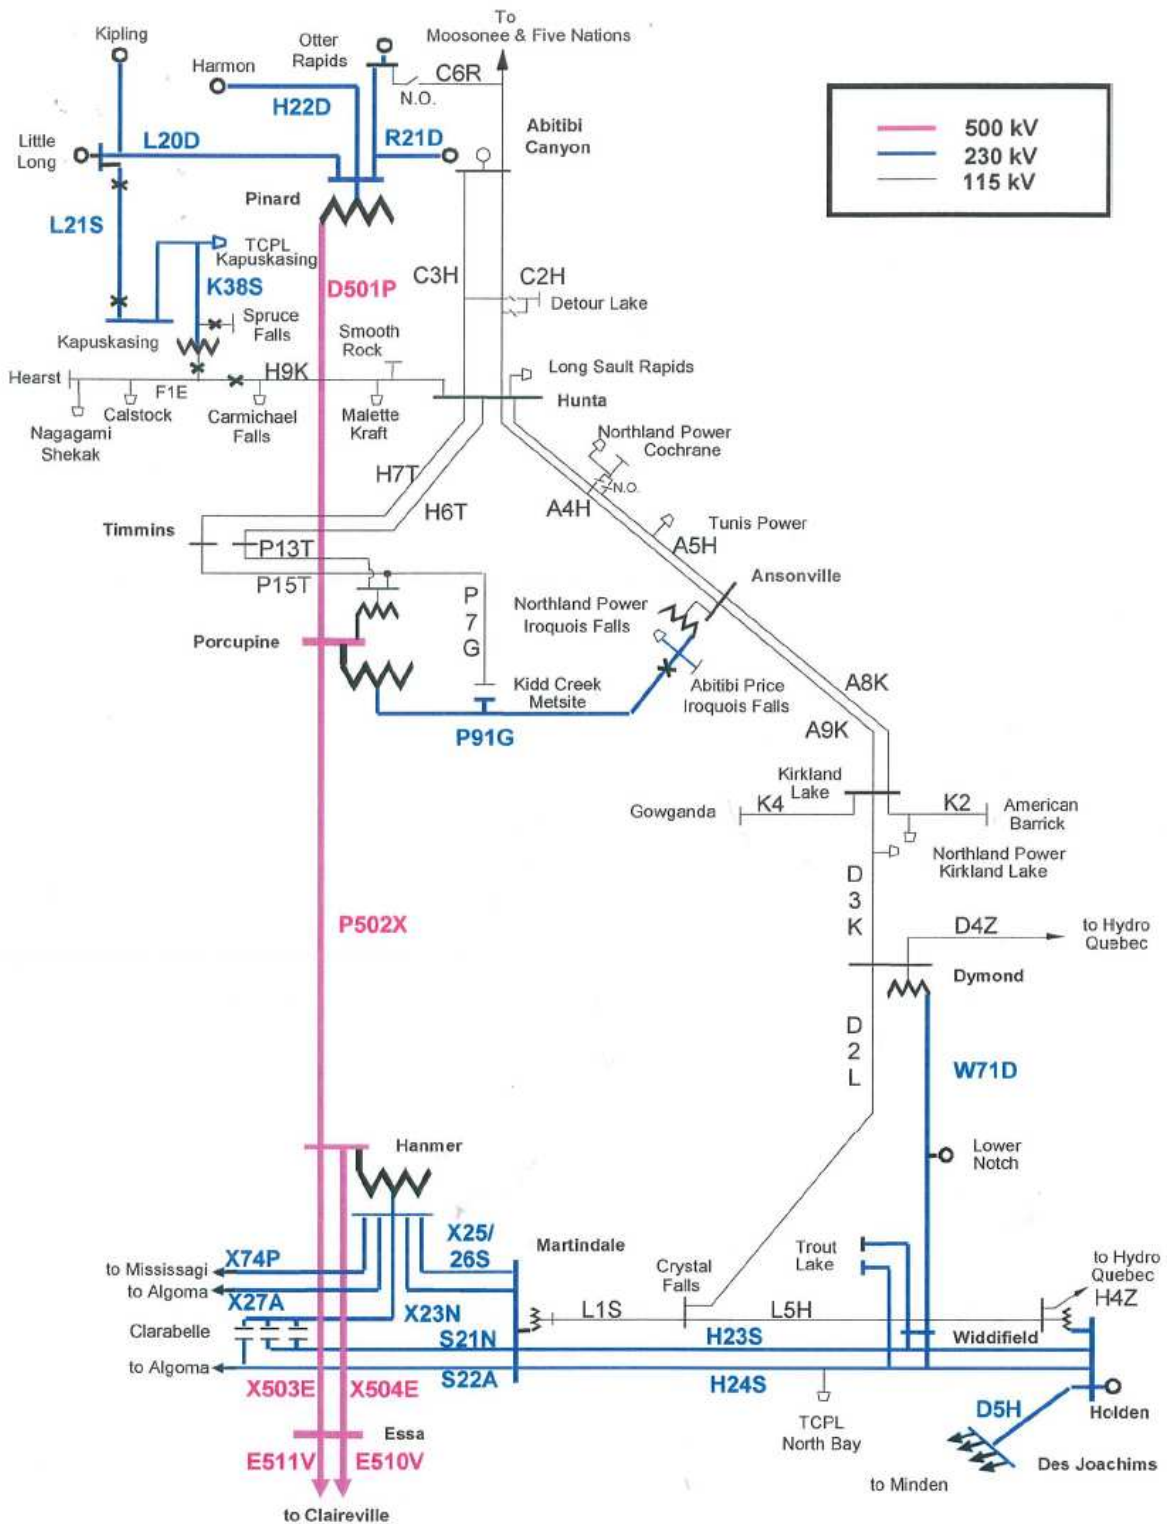 To
Moosonee & Five Nations
Kipling
Otter
Rapids
Harmon
C6R
N.O.
H22D
500 kV
230 kV
115 kV
Abitibi
Canyon
Little
Long
L20D
R21D
Pinard
L21S
TCPL
Kapuskasing
K38S
D501P
C3H
C2H
Detour Lake
Spruce
Falls
Smooth
Rock
Kapuskasing
Long Sault Rapids
Hearst
H9K
F1E
Hunta
Calstock
Carmichael
Falls
Malette
Kraft
Nagagami
Shekak
Northland Power
Cochrane
H7T
N.O.
A4H
H6T
Tunis Power
Timmins
A5H
P13T
P15T
Ansonville
P
7
G
Northland Power
Iroquois Falls
Porcupine
Kidd Creek
Metsite
Abitibi Price
Iroquois Falls
A8K
A9K
P91G
Kirkland
Lake
Gowganda
K4
K2
American
Barrick
Northland Power
Kirkland Lake
D
3
K
P502X
D4Z
to Hydro
Quebec
Dymond
D
2
L
W71D
Hanmer
Lower
Notch
X25/
26S
Martindale
Trout
Lake
X74P
to Mississagi
to Algoma
Crystal
Falls
to Hydro
Quebec
X27A
X23N
L1S
L5H
H4Z
Clarabelle
S21N
H23S
Widdifield
to Algoma
S22A
X503E
X504E
H24S
D5H
Holden
TCPL
North Bay
Essa
E511V
E510V
Des Joachims
to Minden
to Claireville